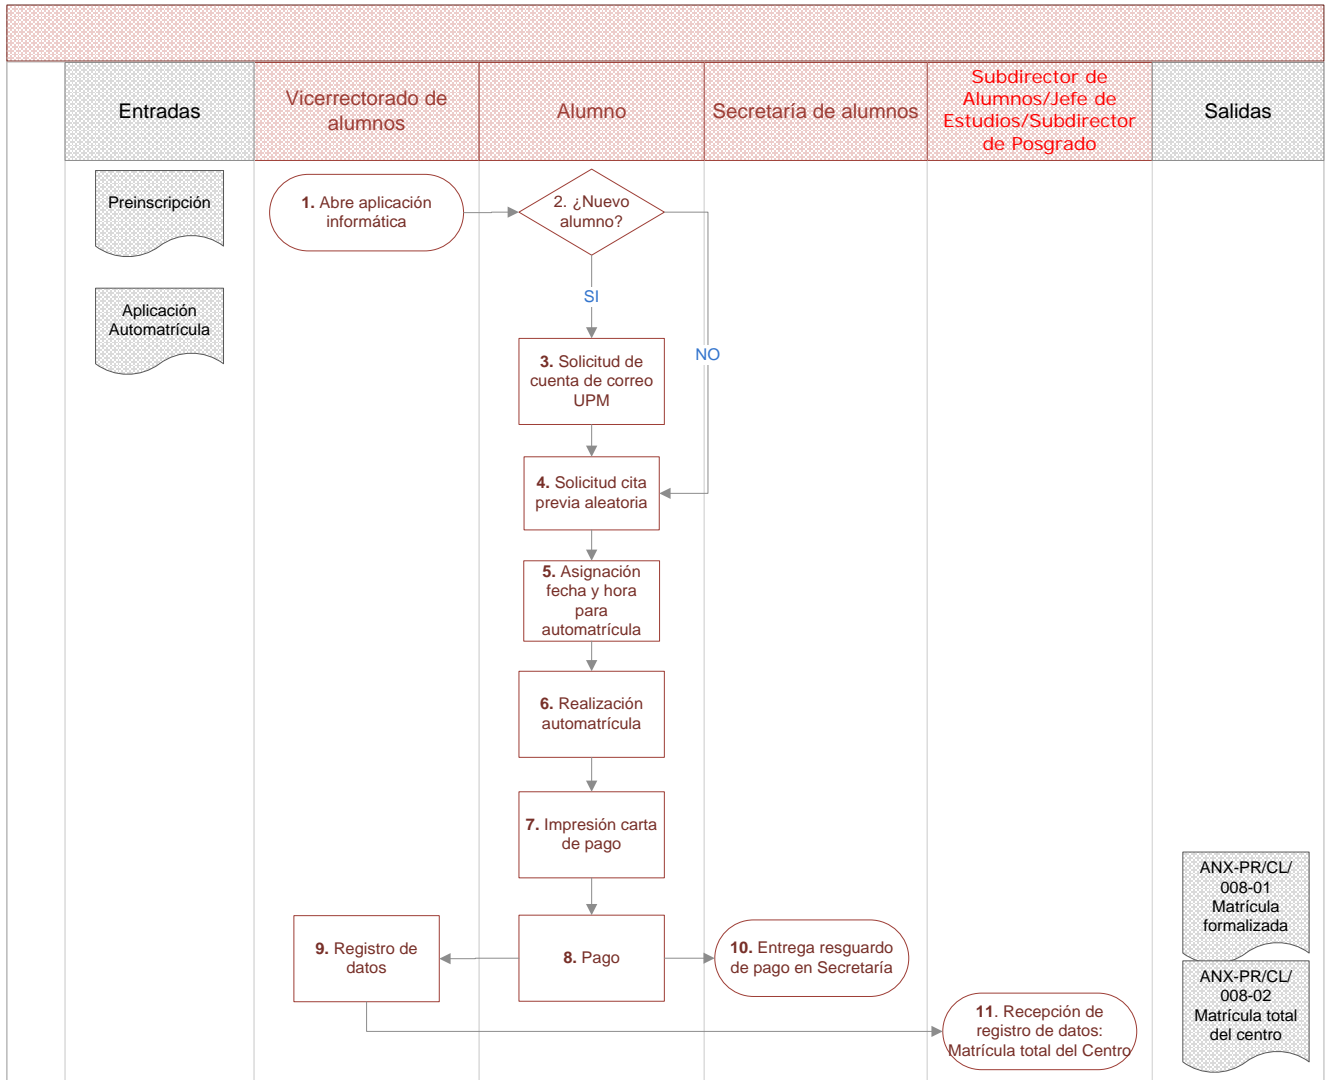 Entradas
Vicerrectorado de
alumnos
Alumno
Secretaría de alumnos
Subdirector de
Alumnos/Jefe de
Estudios/Subdirector
de Posgrado
Salidas
Preinscripción
1. Abre aplicación
informática
2. ¿Nuevo
alumno?
Aplicación
Automatrícula
SI
NO
3. Solicitud de
cuenta de correo
UPM
4. Solicitud cita
previa aleatoria
5. Asignación
fecha y hora
para
automatrícula
6. Realización
automatrícula
7. Impresión carta
de pago
ANX-PR/CL/
008-01
Matrícula
formalizada
9. Registro de
datos
8. Pago
10. Entrega resguardo
de pago en Secretaría
ANX-PR/CL/
008-02
Matrícula total
del centro
11. Recepción de
registro de datos:
Matrícula total del Centro